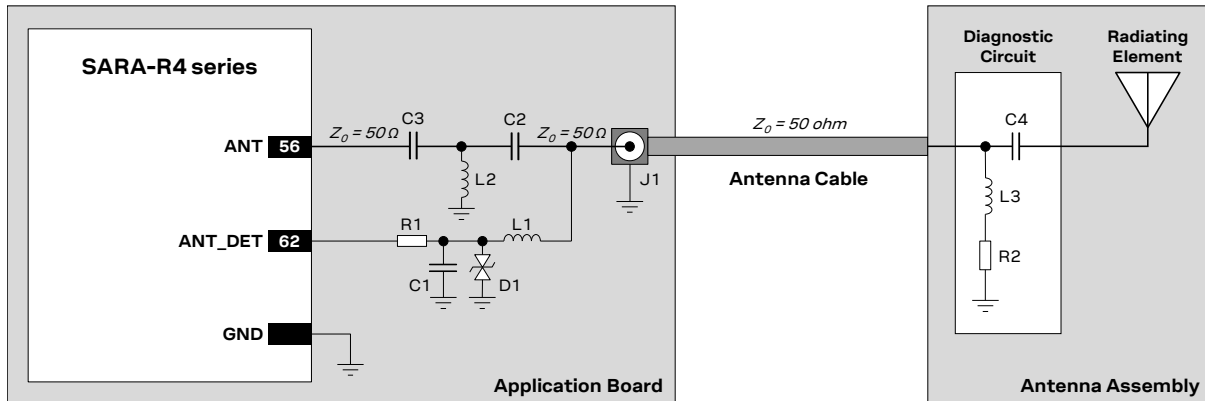 SARA-R4 series
ANT 56
Z0 = 50 Ω
C3
C2
Z0 = 50 Ω
L2
J1
ANT_DET 62
R1
L1
C1
D1
GND
Application Board
Z0 = 50 ohm
Antenna Cable
Diagnostic
Circuit
Radiating
Element
C4
L3
R2
Antenna Assembly